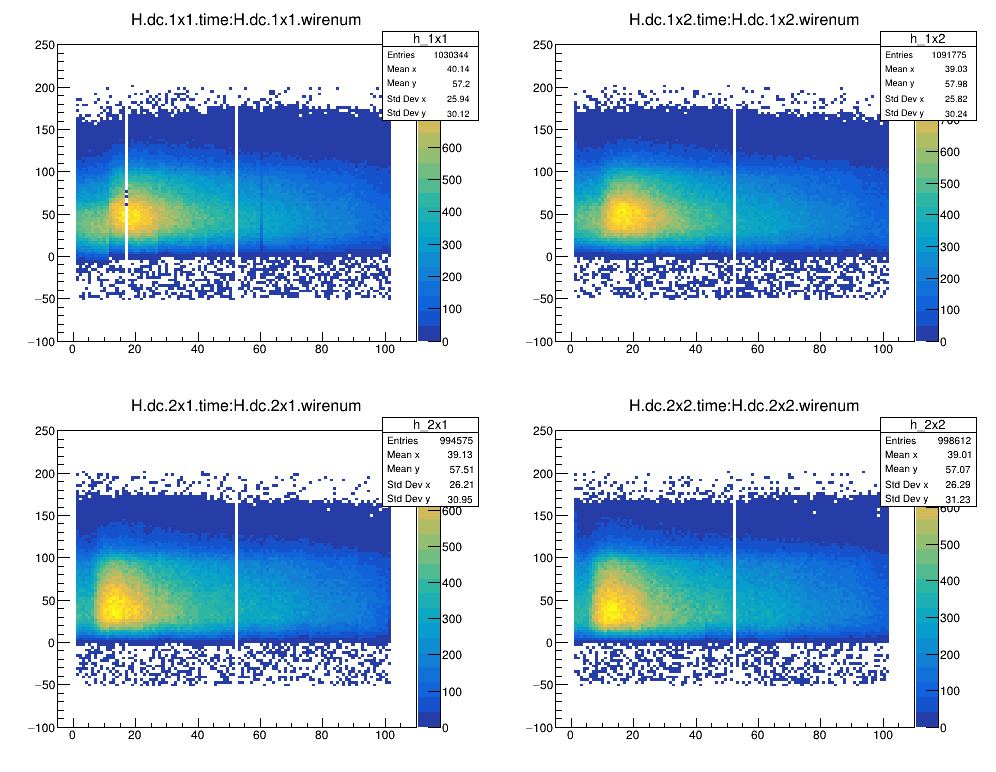 H.dc.1x1.time:H.dc.1x1.wirenum
h_1x1
Entries 1030344
Mean x 40.14
Mean y 57.2
Std Dev x 25.94
Std Dev y 30.12
250
200
150
100
50
0
−50
−100
0 20 40 60 80 100
600
500
400
300
200
100
0
H.dc.1x2.time:H.dc.1x2.wirenum
h_1x2
Entries 1091775
Mean x 39.03
Mean y 57.98
Std Dev x 25.82
Std Dev y 30.24
250
200
150
100
50
0
−50
−100
0 20 40 60 80 100
700
600
500
400
300
200
100
0
H.dc.2x1.time:H.dc.2x1.wirenum
h_2x1
Entries 994575
Mean x 39.13
Mean y 57.51
Std Dev x 26.21
Std Dev y 30.95
250
200
150
100
50
0
−50
−100
0 20 40 60 80 100
600
500
400
300
200
100
0
H.dc.2x2.time:H.dc.2x2.wirenum
h_2x2
Entries 998612
Mean x 39.01
Mean y 57.07
Std Dev x 26.29
Std Dev y 31.23
250
200
150
100
50
0
−50
−100
0 20 40 60 80 100
600
500
400
300
200
100
0